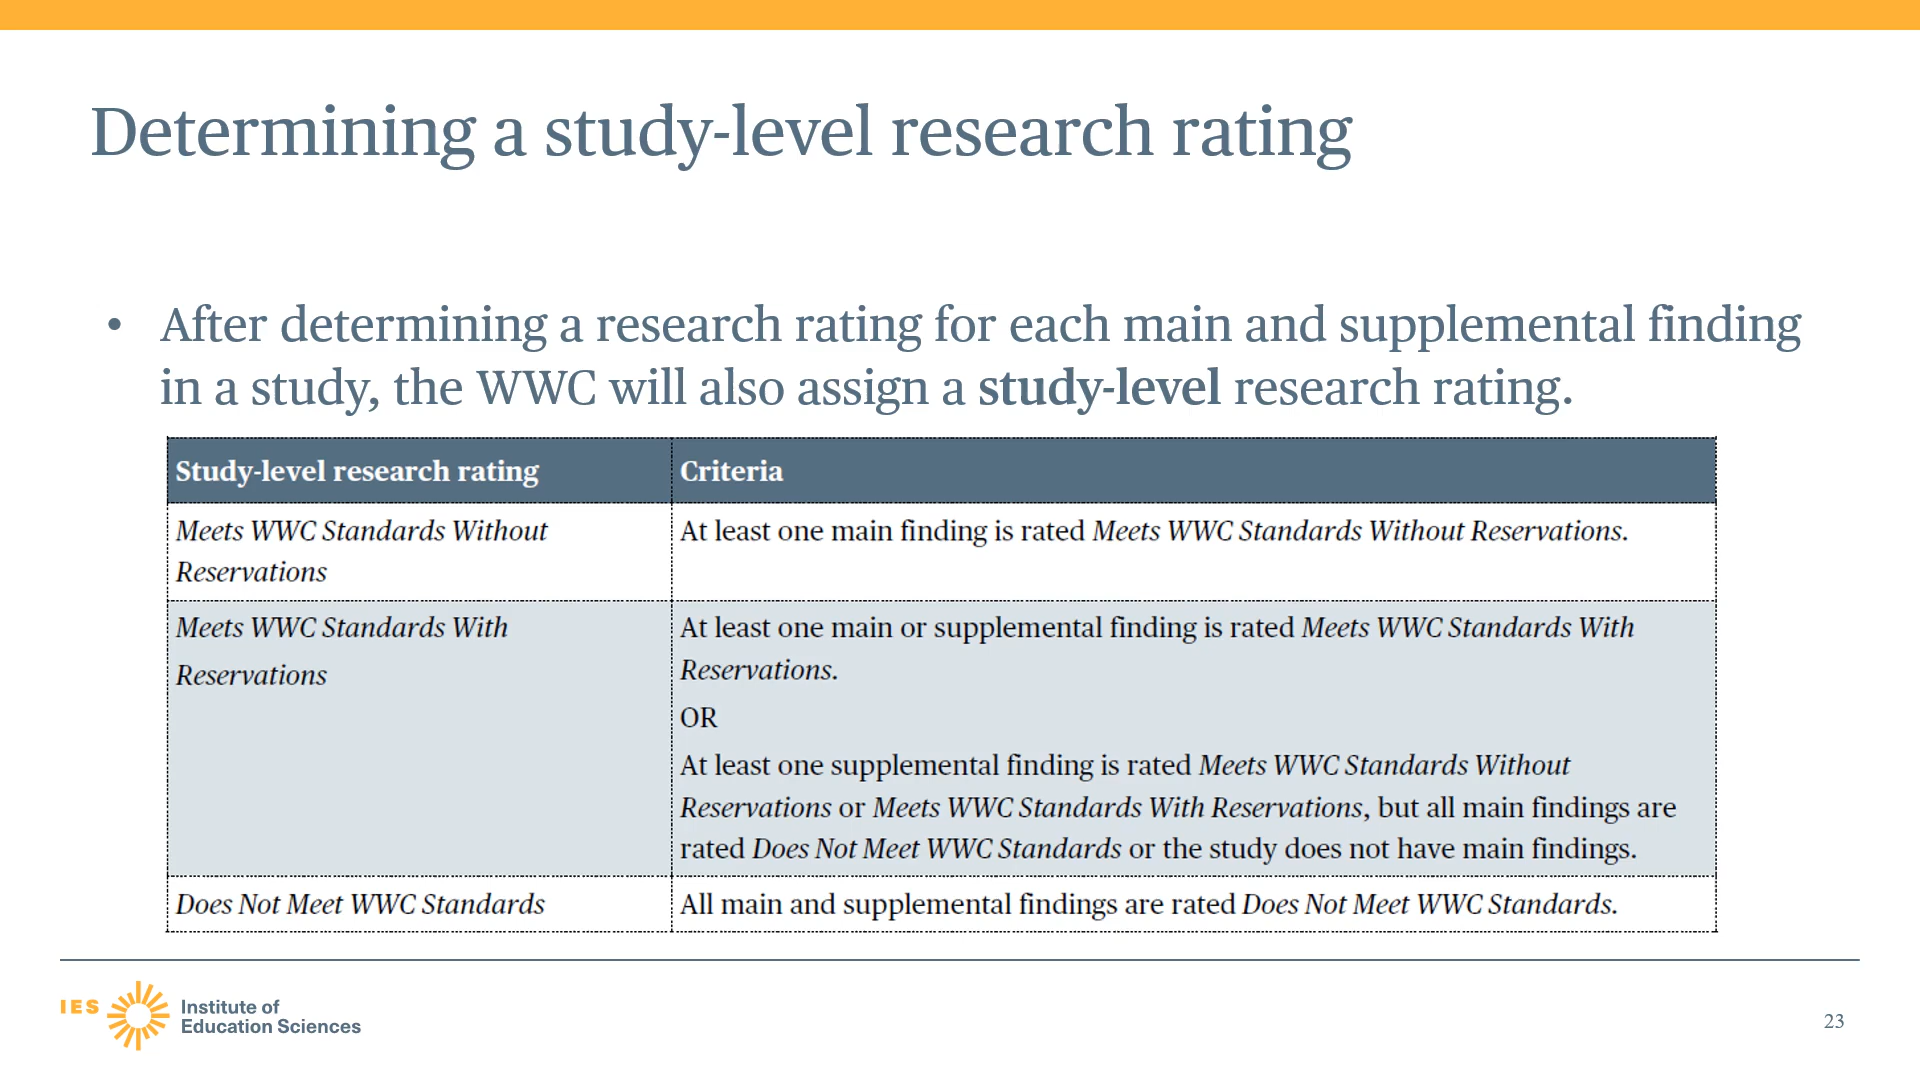 Determining a study-level research rating
• After determining a research rating for each main and supplemental finding
in a study, the WWC will also assign a study-level research rating.
Study-level research rating
Criteria
Meets WWC Standards Without
Reservations
At least one main finding is rated Meets WWC Standards Without Reservations.
Meets WWC Standards With
Reservations
At least one main or supplemental finding is rated Meets WWC Standards With
Reservations.
OR
At least one supplemental finding is rated Meets WWC Standards Without
Reservations or Meets WWC Standards With Reservations, but all main findings are
rated Does Not Meet WWC Standards or the study does not have main findings.
Does Not Meet WWC Standards
All main and supplemental findings are rated Does Not Meet WWC Standards.
IES
Institute of
Education Sciences
23